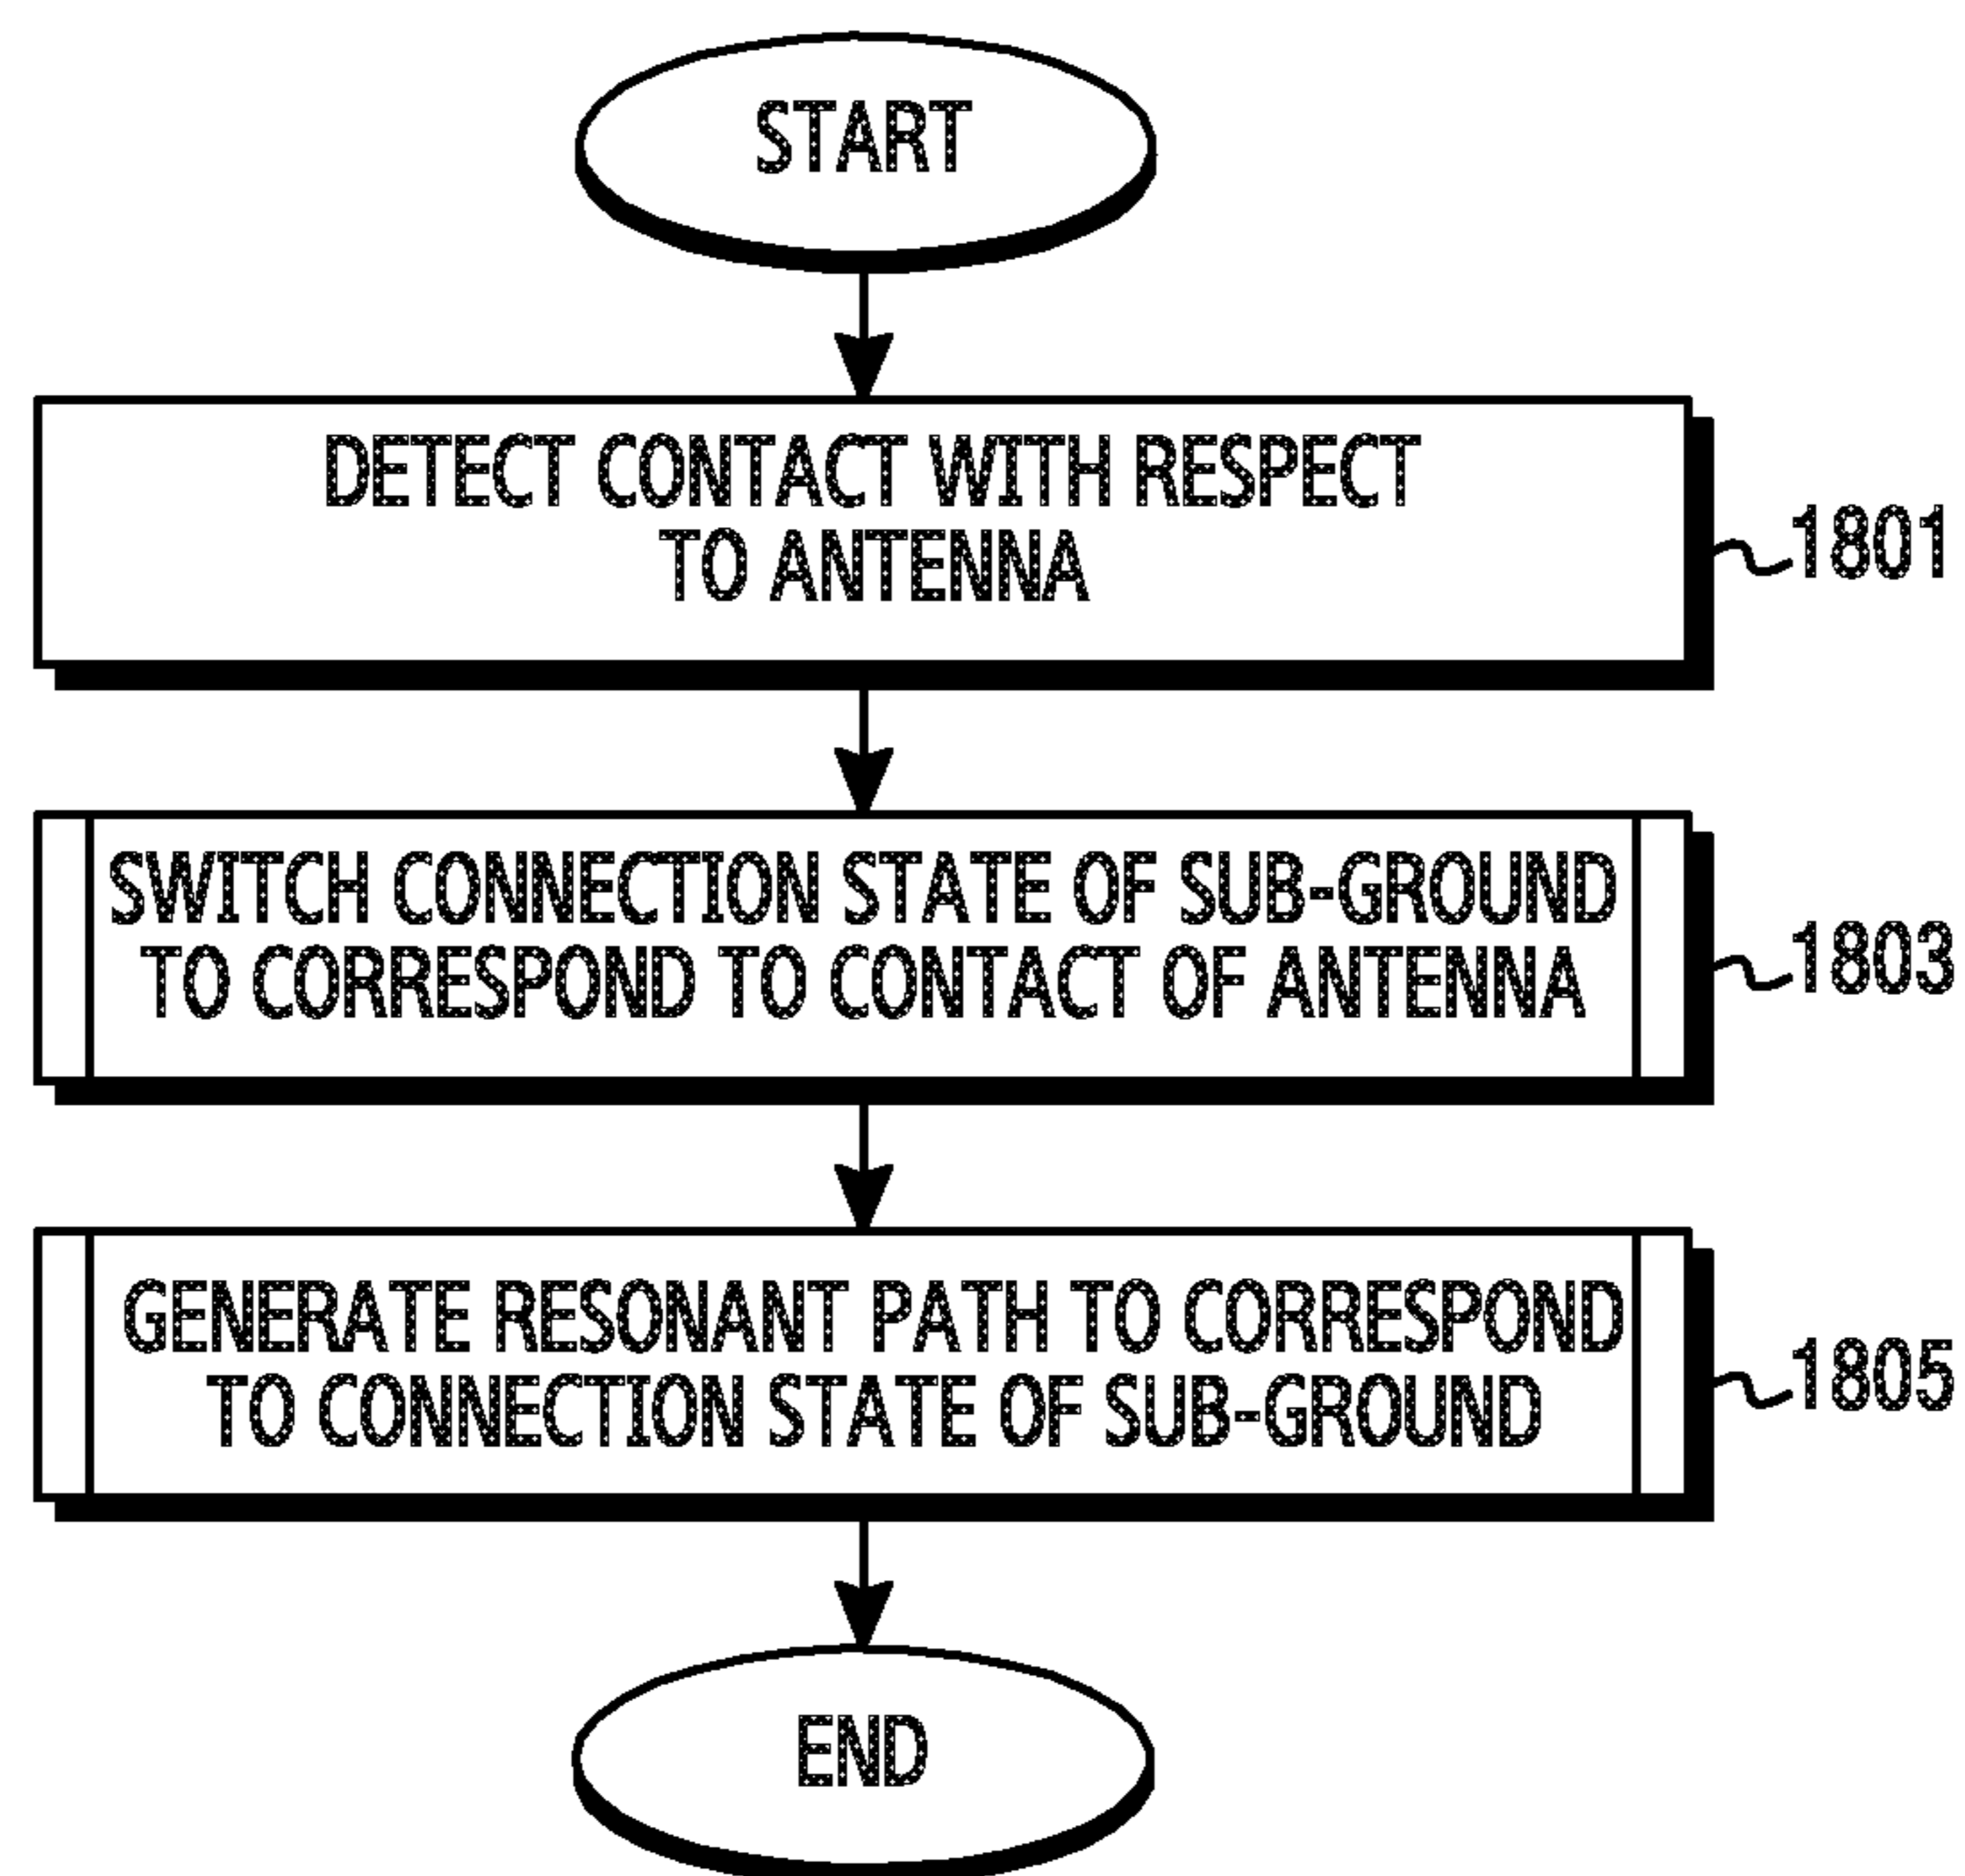 START
DETECT CONTACT WITH RESPECT
TO ANTENNA
1801
SWITCH CONNECTION STATE OF SUB-GROUND
TO CORRESPOND TO CONTACT OF ANTENNA
1803
GENERATE RESONANT PATH TO CORRESPOND
TO CONNECTION STATE OF SUB-GROUND
1805
END